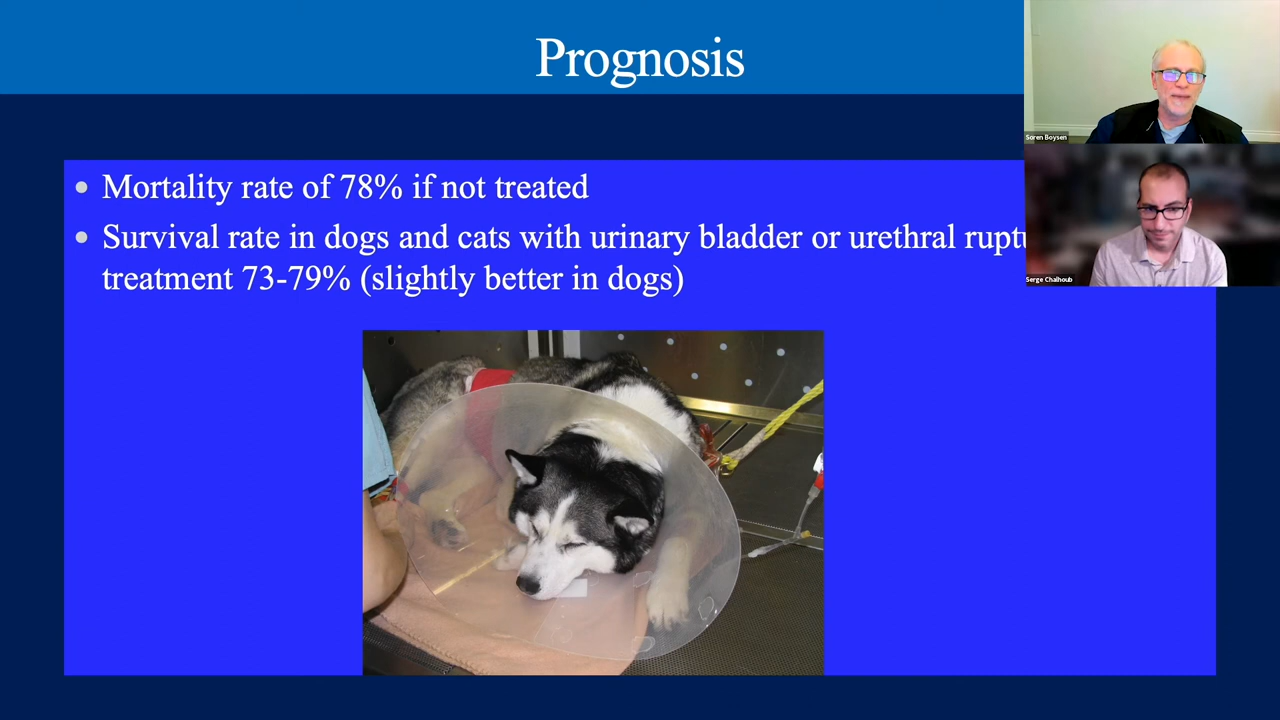 Prognosis
Soren Boysen
Mortality rate of 78% if not treated
Survival rate in dogs and cats with urinary bladder or urethral
treatment 73-79% (slightly better in dogs)
Serge Chalhoub